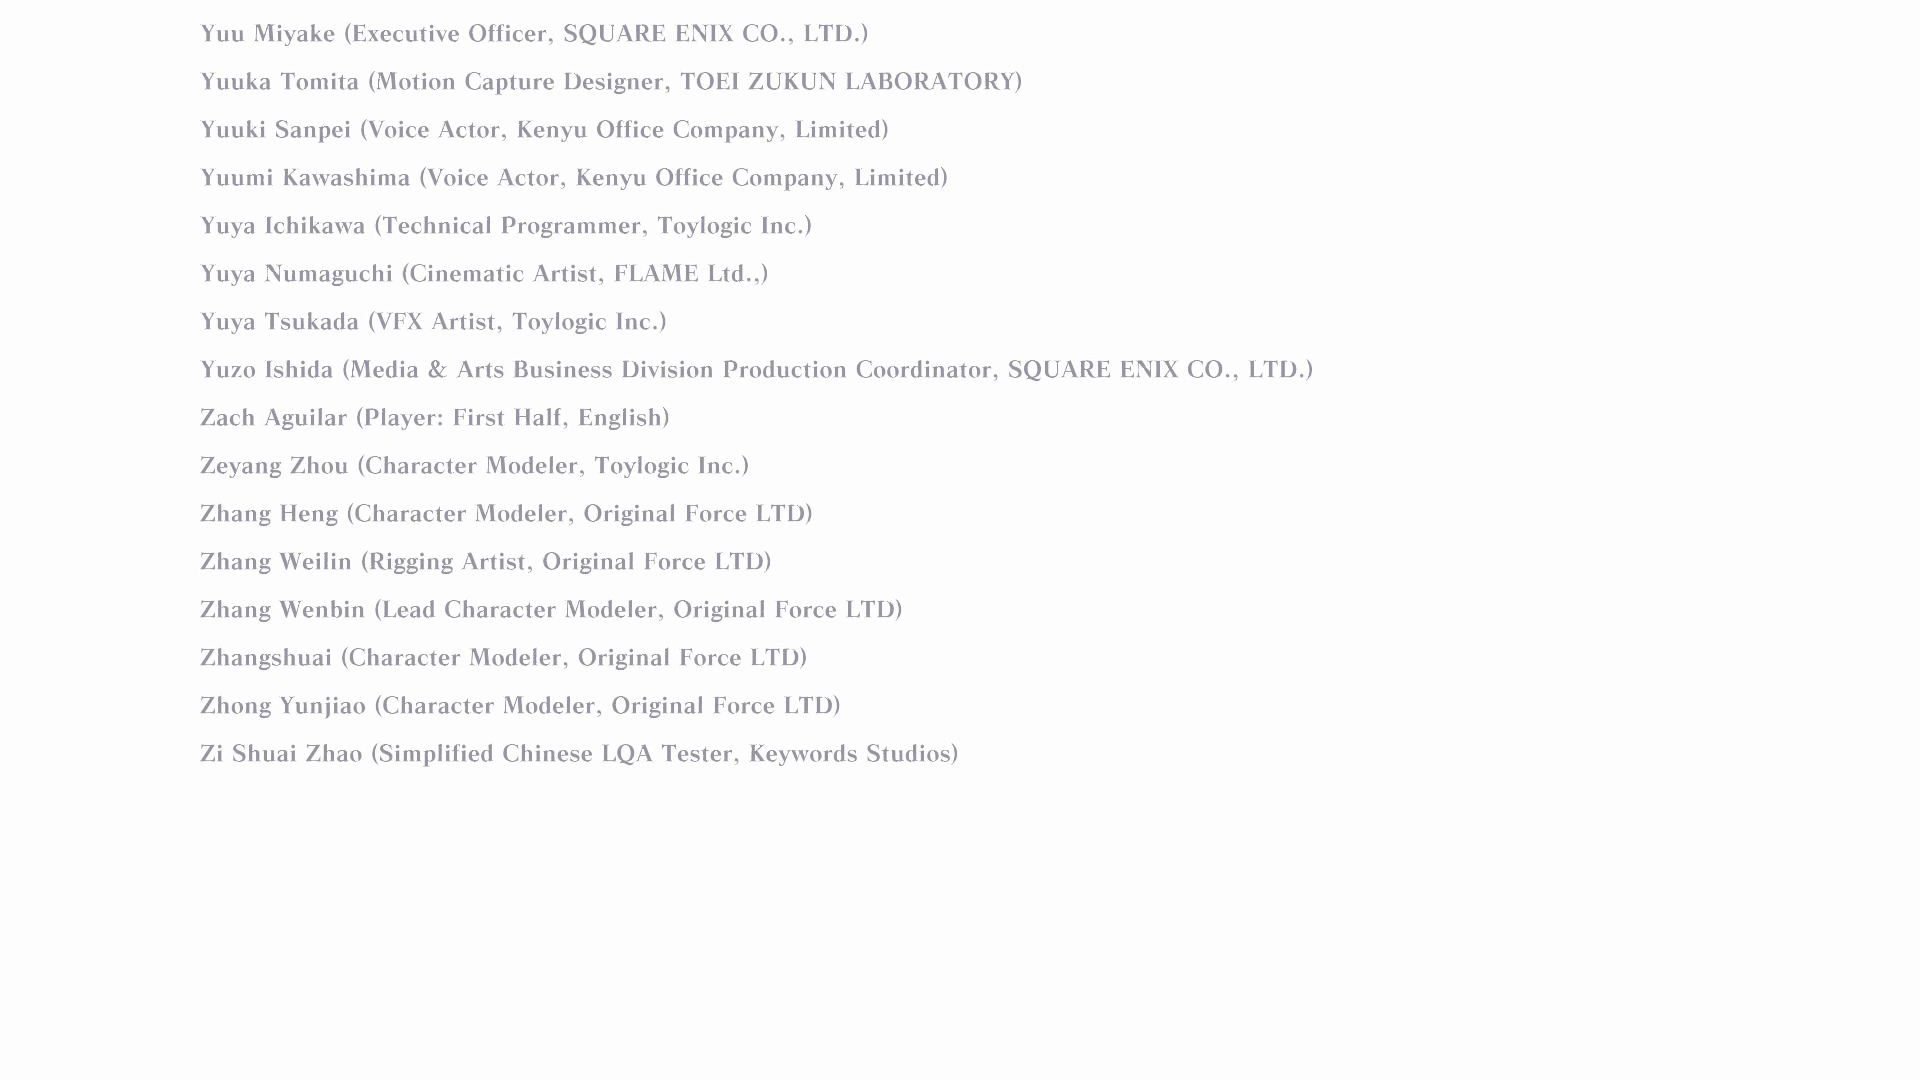 Yuu Miyake (Executive Officer, SQUARE ENIX CO., LTD.)
Yuuka Tomita (Motion Capture Designer, TOEI ZUKUN LABORATORY)
Yuuki Sanpei (Voice Actor, Kenyu Office Company, Limited)
Yuumi Kawashima (Voice Actor, Kenyu Office Company, Limited)
Yuya Ichikawa (Technical Programmer, Toylogic Inc.)
Yuya Numaguchi (Cinematic Artist, FLAME Ltd.,)
Yuya Tsukada (VFX Artist, Toylogic Inc.)
Yuzo Ishida (Media & Arts Business Division Production Coordinator, SQUARE ENIX CO., LTD.)
Zach Aguilar (Player: First Half, English)
Zeyang Zhou (Character Modeler, Toylogic Inc.)
Zhang Heng (Character Modeler, Original Force LTD)
Zhang Weilin (Rigging Artist, Original Force LTD)
Zhang Wenbin (Lead Character Modeler, Original Force LTD)
Zhangshuai (Character Modeler, Original Force LTD)
Zhong Yunjiao (Character Modeler, Original Force LTD)
Zi Shuai Zhao (Simplified Chinese LQA Tester, Keywords Studios)